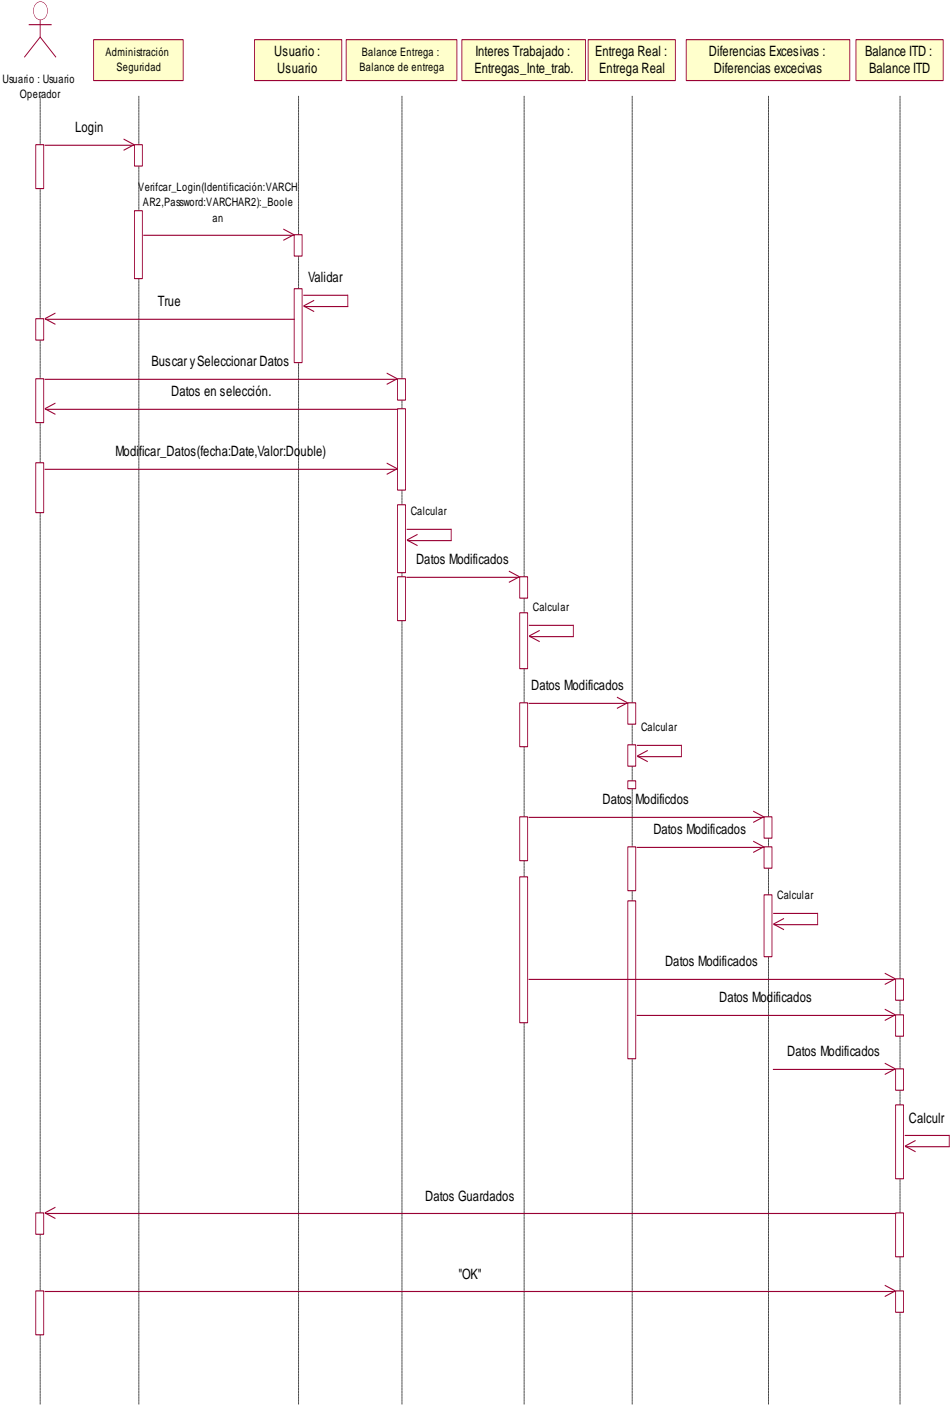 Usuario : Usuario
Operador
Administración
Seguridad
Usuario :
Usuario
Balance Entrega :
Balance de entrega
Interes Trabajado :
Entregas_Inte_trab.
Entrega Real :
Entrega Real
Diferencias Excesivas :
Diferencias excecivas
Balance ITD :
Balance ITD
Login
Verifcar_Login(Identificación:VARCH
AR2,Password:VARCHAR2):_Boole
an
Validar
True
Buscar y Seleccionar Datos
Datos en selección.
Modificar_Datos(fecha:Date,Valor:Double)
Calcular
Datos Modificados
Calcular
Datos Modificados
Calcular
Datos Modificdos
Datos Modificados
Calcular
Datos Modificados
Datos Modificados
Datos Modificados
Calculr
Datos Guardados
"OK"